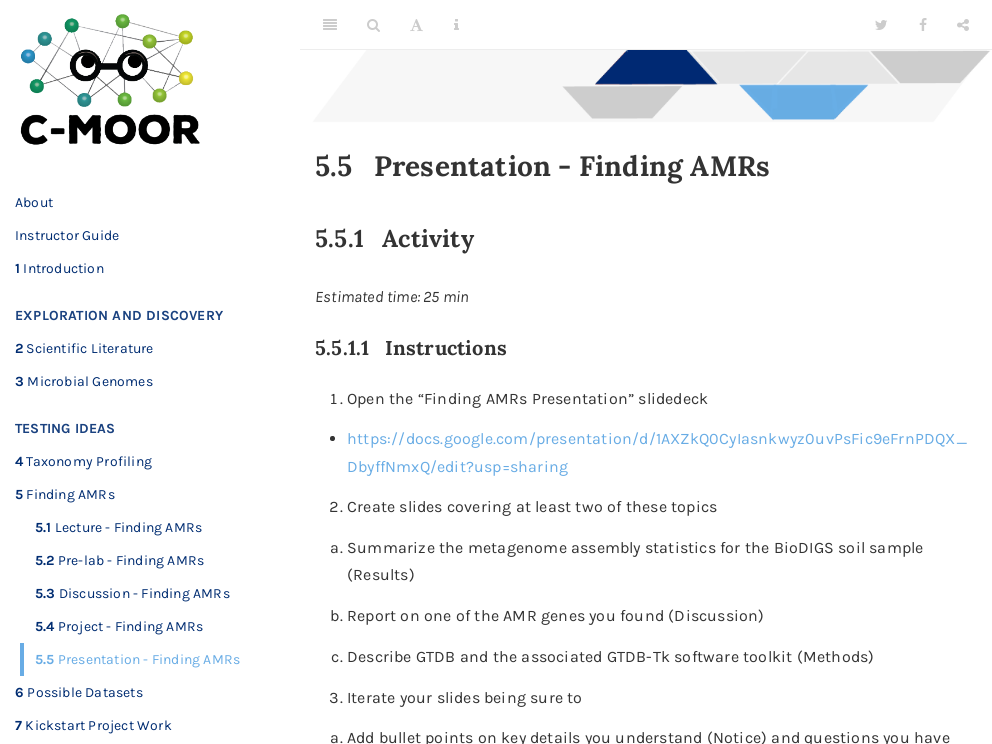 C-MOOR
About
Instructor Guide
1 Introduction
EXPLORATION AND DISCOVERY
2 Scientific Literature
3 Microbial Genomes
TESTING IDEAS
4 Taxonomy Profiling
5 Finding AMRs
5.1 Lecture - Finding AMRs
5.2 Pre-lab - Finding AMRs
5.3 Discussion - Finding AMRs
5.4 Project - Finding AMRs
5.5 Presentation - Finding AMRs
6 Possible Datasets
7 Kickstart Project Work
A
i
5.5 Presentation - Finding AMRs
5.5.1 Activity
Estimated time: 25 min
5.5.1.1 Instructions
1. Open the “Finding AMRs Presentation” slidedeck
• https://docs.google.com/presentation/d/1AXZkQ0CyIasnkwyz0uvPsFic9eFrnPDQX_
DbyffNmxQ/edit?usp=sharing
2. Create slides covering at least two of these topics
a. Summarize the metagenome assembly statistics for the BioDIGS soil sample
(Results)
b. Report on one of the AMR genes you found (Discussion)
c. Describe GTDB and the associated GTDB-Tk software toolkit (Methods)
3. Iterate your slides being sure to
a. Add bullet points on key details you understand (Notice) and questions you have